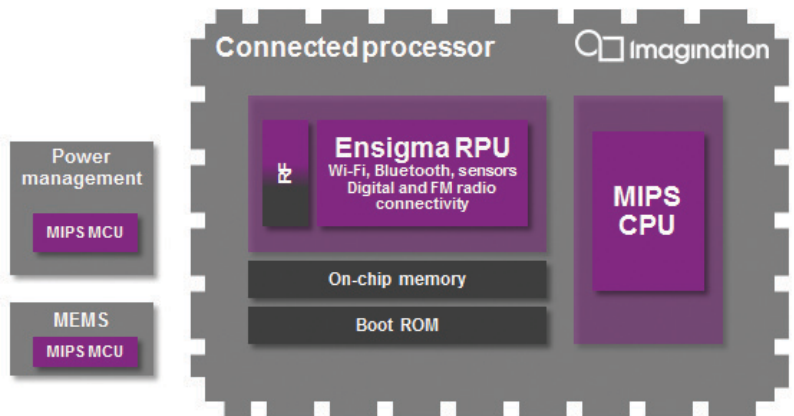 Connected processor
Imagination
Power
management
MIPS MCU
MEMS
MIPS MCU
RF
Ensigma RPU
Wi-Fi, Bluetooth, sensors
Digital and FM radio
connectivity
MIPS
CPU
On-chip memory
Boot ROM